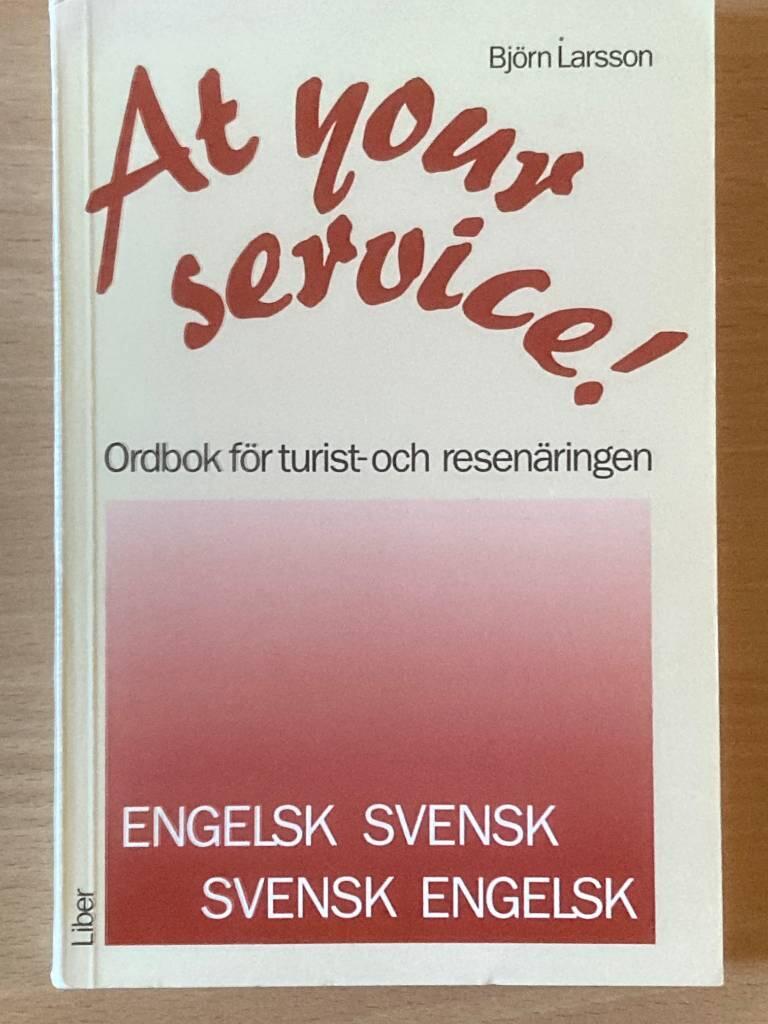 Björn Larsson
At your
service!
Ordbok för turist- och resenäringen
ENGELSK SVENSK
SVENSK ENGELSK
Liber